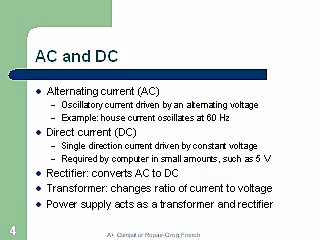 AC and DC
Alternating current (AC)
– Oscillatory current driven by an alternating voltage
– Example: house current oscillates at 60 Hz
Direct current (DC)
– Single direction current driven by constant voltage
– Required by computer in small amounts, such as 5 V
Rectifier: converts AC to DC
Transformer: changes ratio of current to voltage
Power supply acts as a transformer and rectifier
4
A+ Computer Repair-Greg French